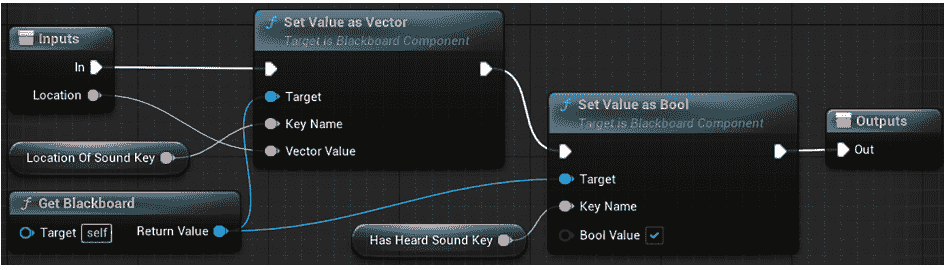 Inputs
In
Location
Location Of Sound Key
Get Blackboard
Target self
Return Value
Set Value as Vector
Target is Blackboard Component
Target
Key Name
Vector Value
Has Heard Sound Key
Set Value as Bool
Target is Blackboard Component
Target
Key Name
Bool Value
Outputs
Out